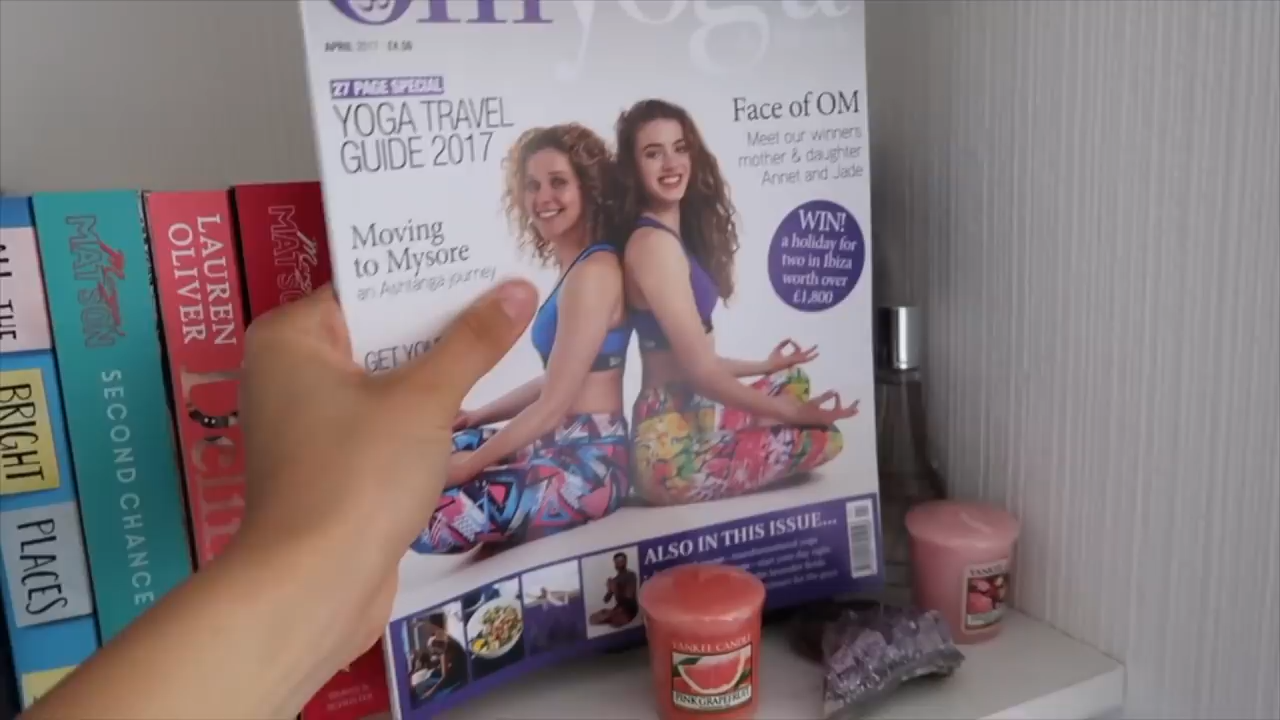 Om yoga
APRIL 2017 £4.50
27 PAGE SPECIAL
YOGA TRAVEL
GUIDE 2017
Face of OM
Meet our winners
mother & daughter
Annet and Jade
Moving
to Mysore
an Ashtanga journey
WIN!
a holiday for
two in Ibiza
worth over
£1,800
GET YOU
ALSO IN THIS ISSUE...
ALL THE
BRIGHT
PLACES
MATSON
SECOND CHANCE
LAUREN
OLIVER
YANKEE CANDLE
PINK GRAPEFRUIT
YANKEE